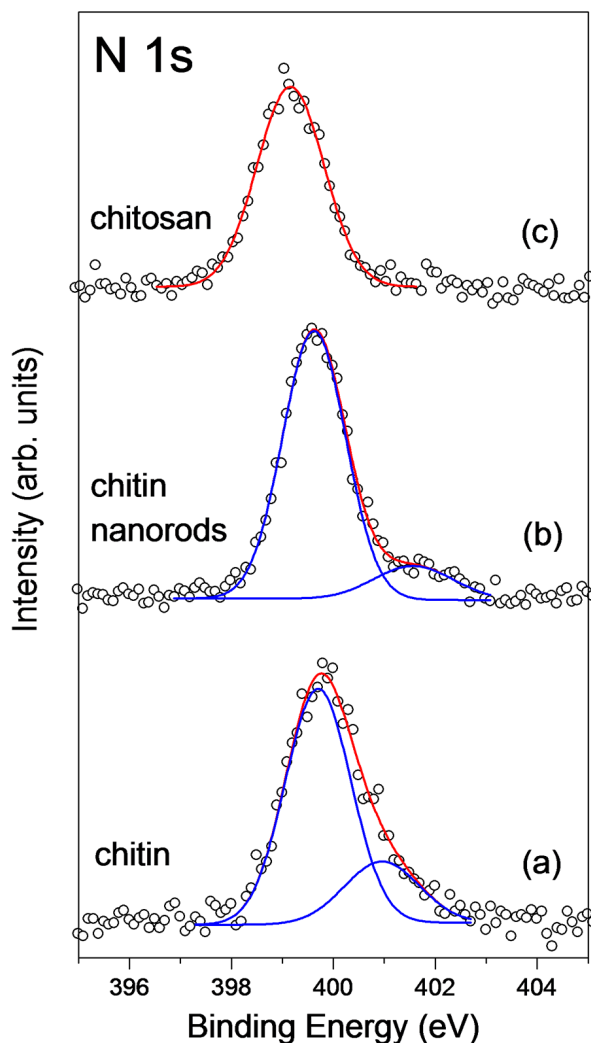 N 1s
chitosan
(c)
chitin
nanorods
(b)
chitin
(a)
Intensity (arb. units)
396 398 400 402 404
Binding Energy (eV)